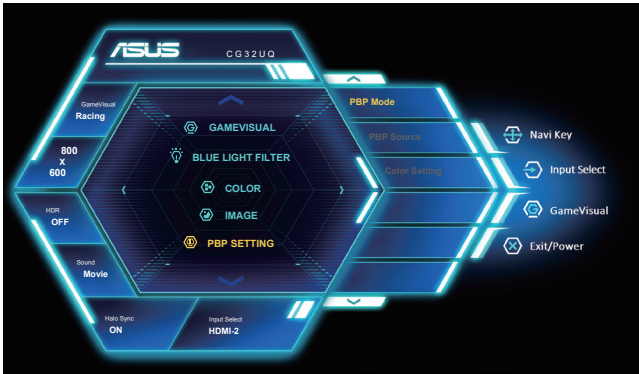 ASUS
CG32UQ
GameVisual
Racing
800
X
600
HDR
OFF
Sound
Movie
Halo Sync
ON
Input Select
HDMI-2
GAMEVISUAL
BLUE LIGHT FILTER
COLOR
IMAGE
PBP SETTING
PBP Mode
PBP Source
Color Setting
Navi Key
Input Select
GameVisual
Exit/Power